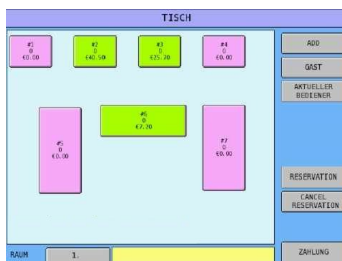 TISCH
#1
0
€0.00
#2
0
€40.50
#3
0
€25.20
#4
0
€0.00
ADD
GAST
AKTUELLER
BEDIENER
#5
0
€0.00
#6
0
€7.20
#7
0
€0.00
RESERVATION
CANCEL
RESERVATION
RAUM
1.
ZAHLUNG